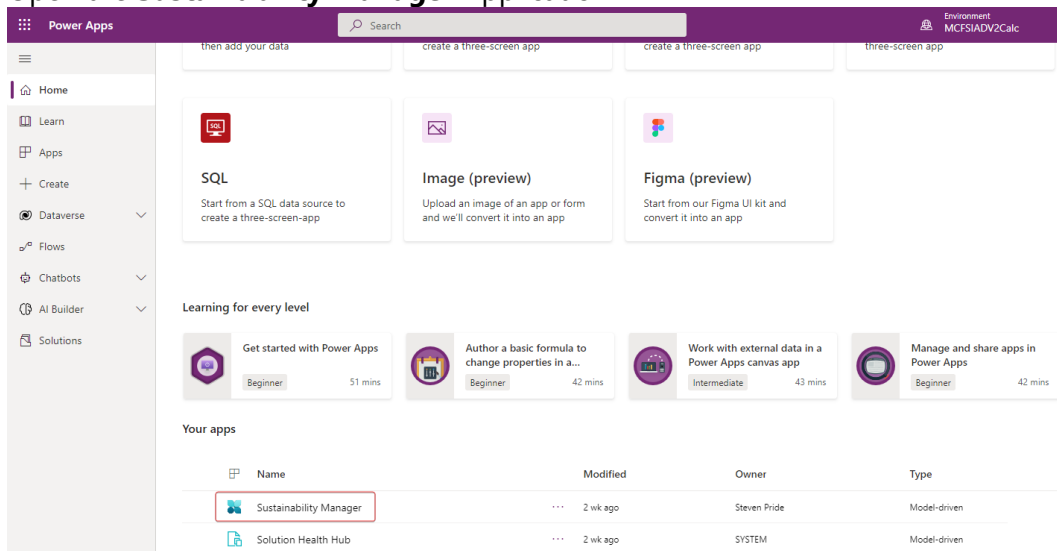 Open the Sustainability Manager Application
Power Apps
Search
Environment
MCFSIADV2Calc
then add your data
create a three-screen app
create a three-screen app
three-screen app
Home
Learn
Apps
Create
Dataverse
Flows
Chatbots
AI Builder
Solutions
SQL
SQL
Start from a SQL data source to
create a three-screen-app
Image (preview)
Upload an image of an app or form
and we'll convert it into an app
Figma (preview)
Start from our Figma UI kit and
convert it into an app
Learning for every level
Get started with Power Apps
Beginner
51 mins
Author a basic formula to
change properties in a...
Beginner
42 mins
Work with external data in a
Power Apps canvas app
Intermediate
43 mins
Manage and share apps in
Power Apps
Beginner
42 mins
Your apps
Name
Modified
Owner
Type
Sustainability Manager
...
2 wk ago
Steven Pride
Model-driven
Solution Health Hub
...
2 wk ago
SYSTEM
Model-driven